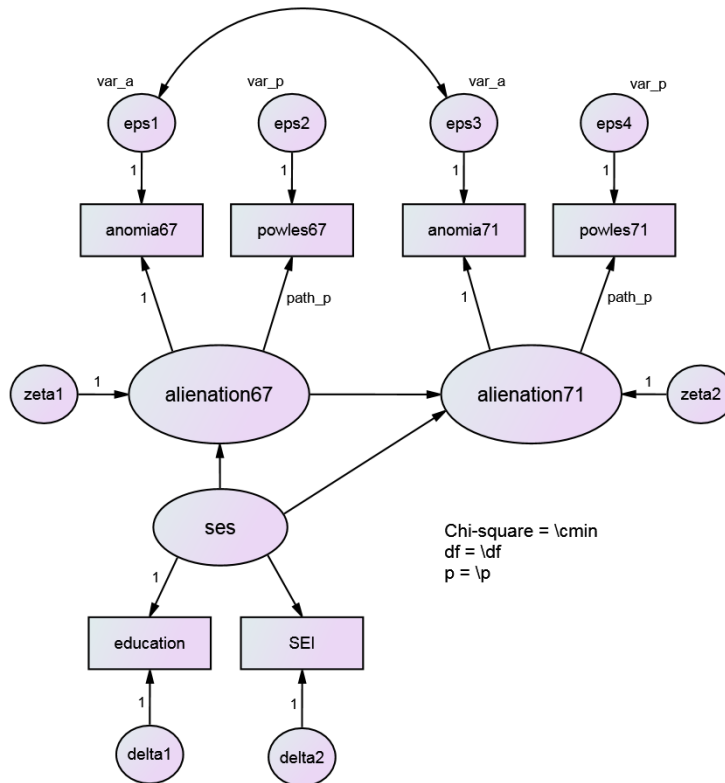 var_a
var_p
var_a
var_p
eps1
eps2
eps3
eps4
1
1
1
1
anomia67
powles67
anomia71
powles71
1
path_p
1
path_p
zeta1
1
alienation67
alienation71
1
zeta2
ses
Chi-square = \cmin
df = \df
p = \p
1
education
SEI
1
1
delta1
delta2